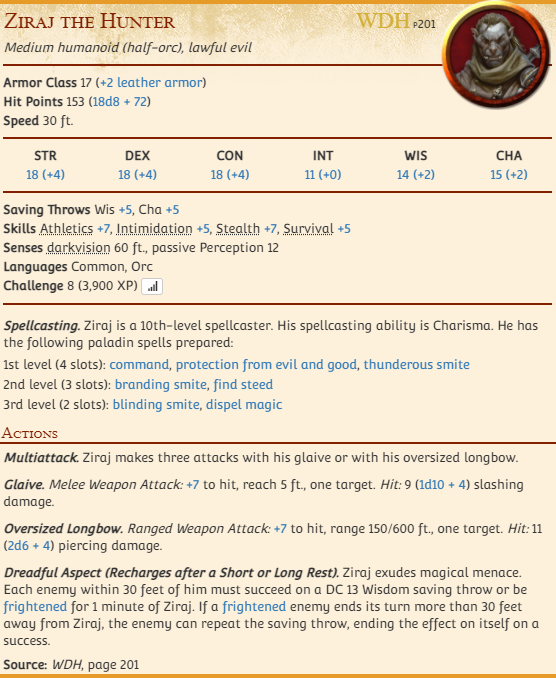 Ziraj the Hunter WDH p201
Medium humanoid (half-orc), lawful evil
Armor Class 17 (+2 leather armor)
Hit Points 153 (18d8 + 72)
Speed 30 ft.
STR DEX CON INT WIS CHA
18 (+4) 18 (+4) 18 (+4) 11 (+0) 14 (+2) 15 (+2)
Saving Throws Wis +5, Cha +5
Skills Athletics +7, Intimidation +5, Stealth +7, Survival +5
Senses darkvision 60 ft., passive Perception 12
Languages Common, Orc
Challenge 8 (3,900 XP)
Spellcasting. Ziraj is a 10th-level spellcaster. His spellcasting ability is Charisma. He has
the following paladin spells prepared:
1st level (4 slots): command, protection from evil and good, thunderous smite
2nd level (3 slots): branding smite, find steed
3rd level (2 slots): blinding smite, dispel magic
Actions
Multiattack. Ziraj makes three attacks with his glaive or with his oversized longbow.
Glaive. Melee Weapon Attack: +7 to hit, reach 5 ft., one target. Hit: 9 (1d10 + 4) slashing
damage.
Oversized Longbow. Ranged Weapon Attack: +7 to hit, range 150/600 ft., one target. Hit: 11
(2d6 + 4) piercing damage.
Dreadful Aspect (Recharges after a Short or Long Rest). Ziraj exudes magical menace.
Each enemy within 30 feet of him must succeed on a DC 13 Wisdom saving throw or be
frightened for 1 minute of Ziraj. If a frightened enemy ends its turn more than 30 feet
away from Ziraj, the enemy can repeat the saving throw, ending the effect on itself on a
success.
Source: WDH, page 201